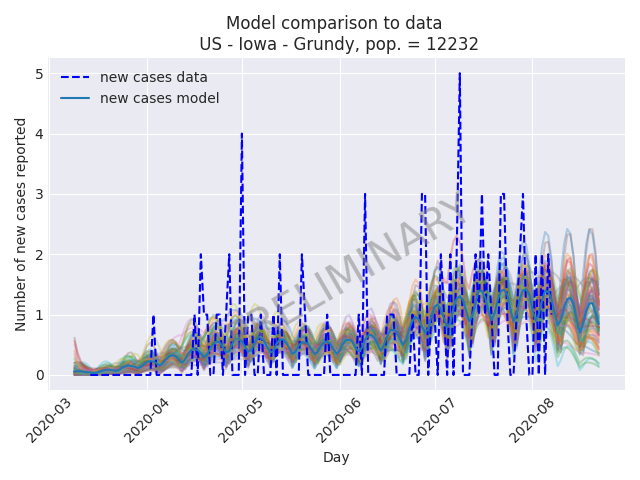 Model comparison to data
US - Iowa - Grundy, pop. = 12232
Number of new cases reported
5
4
3
2
1
0
new cases data
new cases model
PRELIMINARY
2020-03
2020-04
2020-05
2020-06
2020-07
2020-08
Day